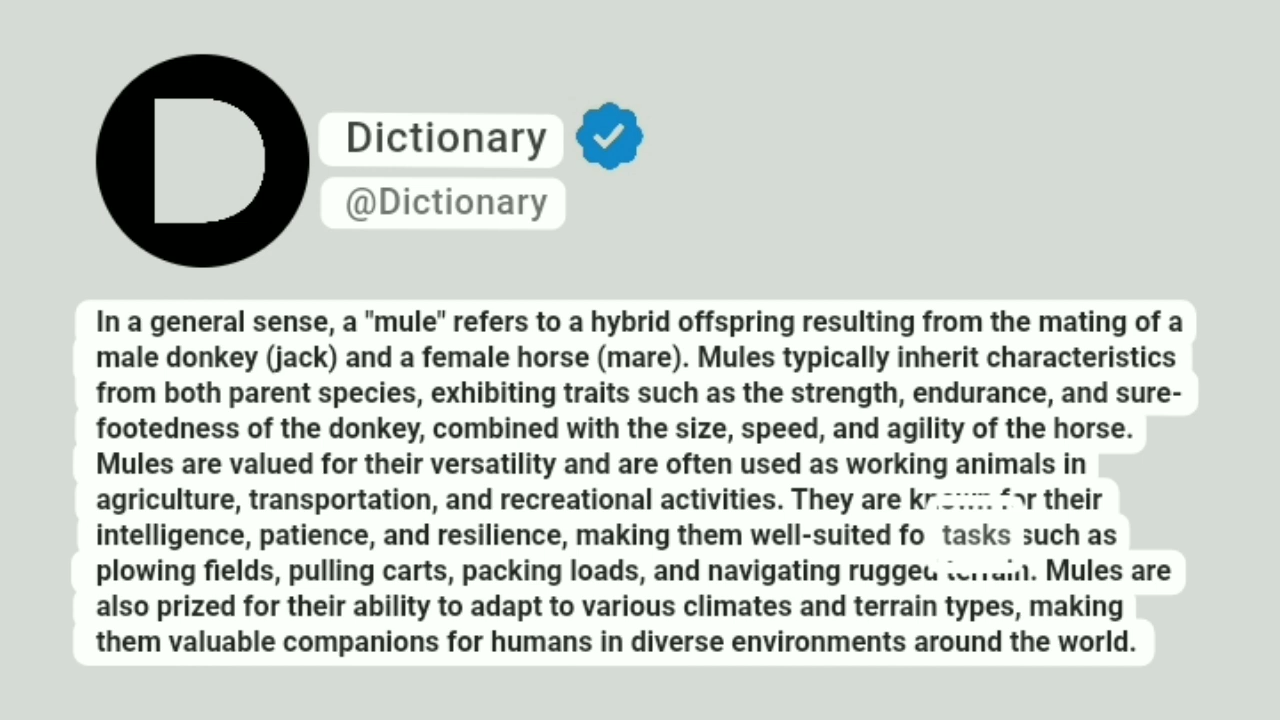 D
Dictionary
@Dictionary
In a general sense, a "mule" refers to a hybrid offspring resulting from the mating of a
male donkey (jack) and a female horse (mare). Mules typically inherit characteristics
from both parent species, exhibiting traits such as the strength, endurance, and sure-
footedness of the donkey, combined with the size, speed, and agility of the horse.
Mules are valued for their versatility and are often used as working animals in
agriculture, transportation, and recreational activities. They are known for their
intelligence, patience, and resilience, making them well-suited fo tasks such as
plowing fields, pulling carts, packing loads, and navigating rugged terrain. Mules are
also prized for their ability to adapt to various climates and terrain types, making
them valuable companions for humans in diverse environments around the world.